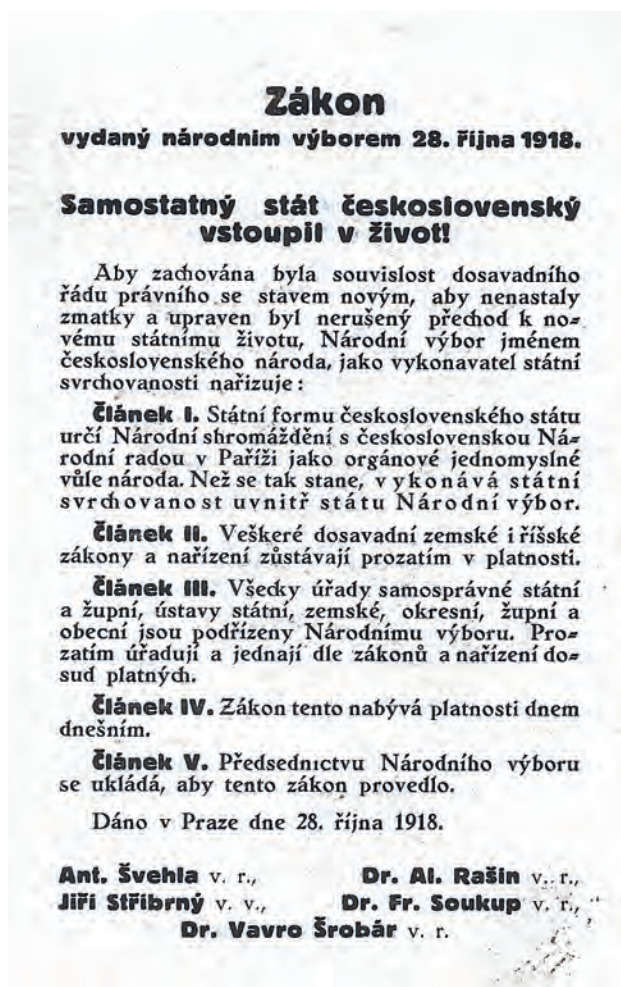 Zákon
vydaný národním výborem 28. října 1918.
Samostatný stát československý
vstoupil v život!
Aby zachována byla souvislost dosavadního
řádu právního se stavem novým, aby nenastaly
zmatky a upraven byl nerušený přechod k no-
vému státnímu životu, Národní výbor jménem
československého národa, jako vykonavatel státní
svrchovanosti nařizuje:
Článek I. Státní formu československého státu
určí Národní shromáždění s československou Ná-
rodní radou v Paříži jako orgánové jednomyslné
vůle národa. Než se tak stane, vykonává státní
svrchovanost uvnitř státu Národní výbor.
Článek II. Veškeré dosavadní zemské i říšské
zákony a nařízení zůstávají prozatím v platnosti.
Článek III. Všecky úřady samosprávné státní
a župní, ústavy státní, zemské, okresní, župní a
obecní jsou podřízeny Národnímu výboru. Pro-
zatím úřadují a jednají dle zákonů a nařízení do-
sud platných.
Článek IV. Zákon tento nabývá platnosti dnem
dnešním.
Článek V. Předsednictvu Národního výboru
se ukládá, aby tento zákon provedlo.
Dáno v Praze dne 28. října 1918.
Ant. Švehla v. r., Dr. Al. Rašin v. r.,
Jiří Stříbrný v. v., Dr. Fr. Soukup v. r.,
Dr. Vavro Šrobár v. r.